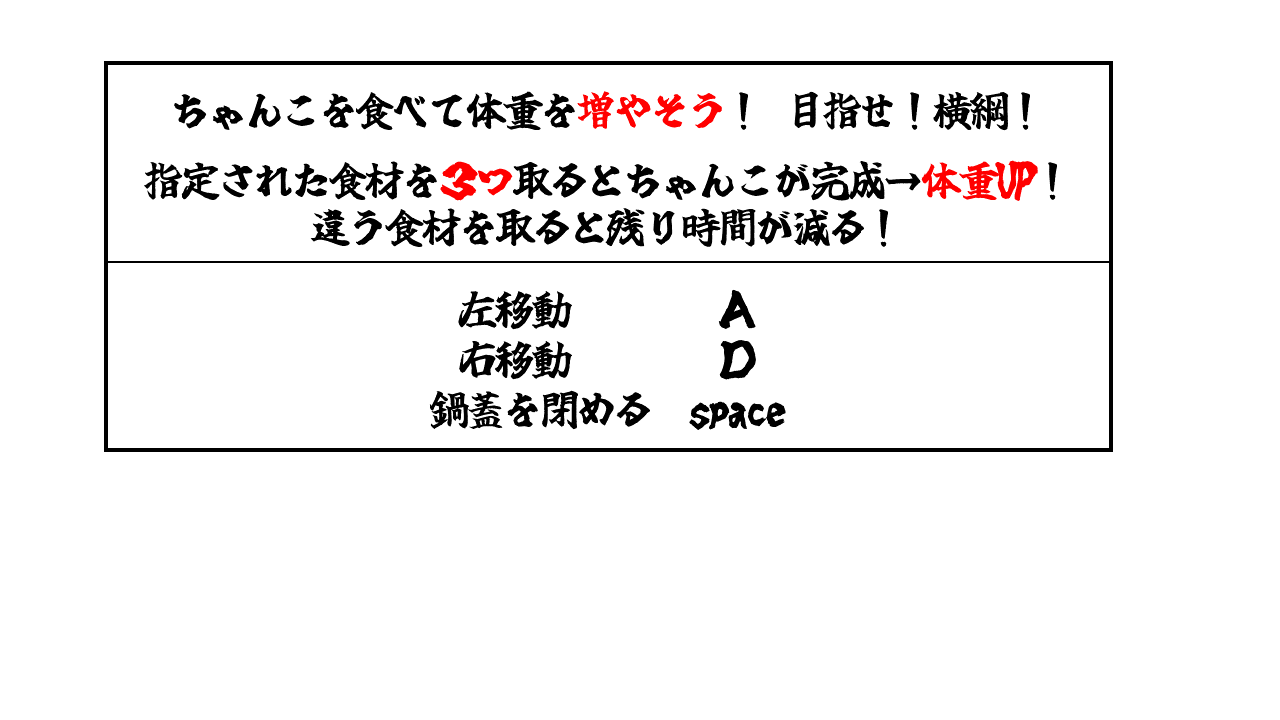 ちゃんこを食べて体重を増やそう！　目指せ！横綱！
指定された食材を3つ取るとちゃんこが完成→体重UP！
違う食材を取ると残り時間が減る！
左移動　A
右移動　D
鍋蓋を閉める　space